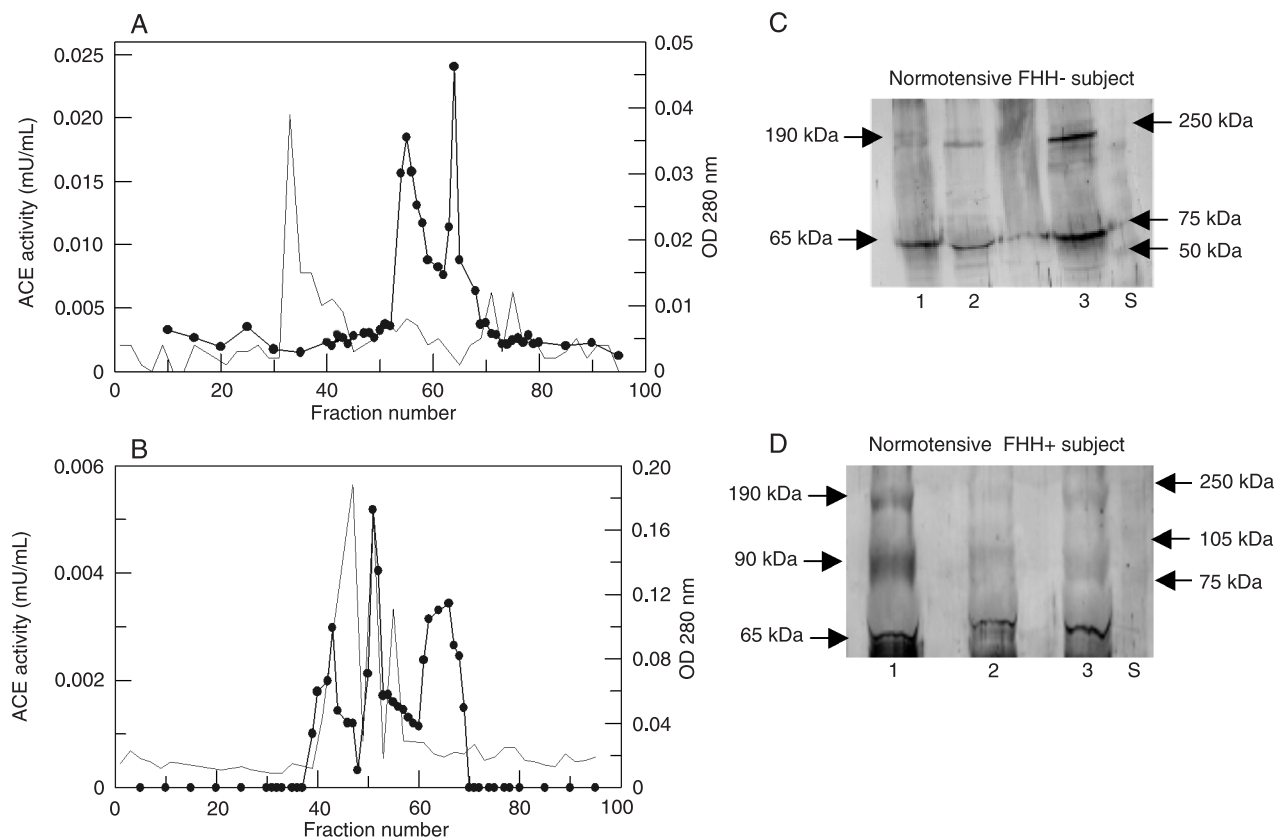 A
0.025
0.020
0.015
0.010
0.005
0
ACE activity (mU/mL)
0.05
0.04
0.03
0.02
0.01
0
OD 280 nm
0 20 40 60 80 100
Fraction number
B
0.006
0.004
0.002
0
ACE activity (mU/mL)
0.20
0.16
0.12
0.08
0.04
0
OD 280 nm
0 20 40 60 80 100
Fraction number
C
Normotensive FHH- subject
190 kDa
65 kDa
250 kDa
75 kDa
50 kDa
1 2 3 S
D
Normotensive FHH+ subject
190 kDa
90 kDa
65 kDa
250 kDa
105 kDa
75 kDa
1 2 3 S